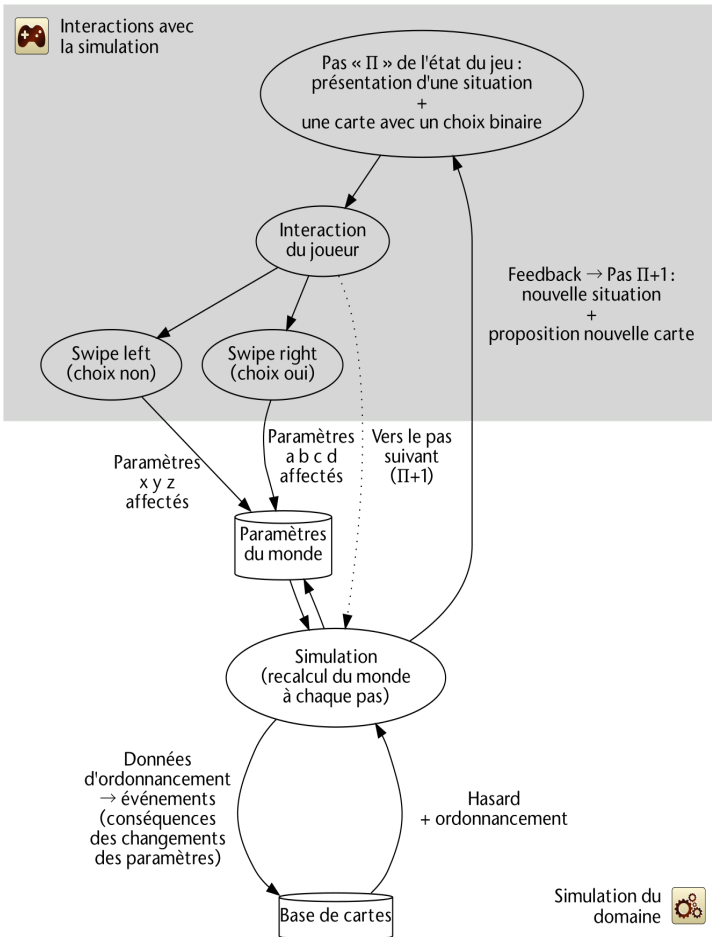 Interactions avec
la simulation
Pas « Π » de l'état du jeu :
présentation d'une situation
+
une carte avec un choix binaire
Interaction
du joueur
Feedback → Pas Π+1 :
nouvelle situation
+
proposition nouvelle carte
Swipe left
(choix non)
Swipe right
(choix oui)
Paramètres
x y z
affectés
Paramètres
a b c d
affectés
Vers le pas
suivant
(Π+1)
Paramètres
du monde
Simulation
(recalcul du monde
à chaque pas)
Données
d'ordonnancement
→ événements
(conséquences
des changements
des paramètres)
Hasard
+ ordonnancement
Base de cartes
Simulation du
domaine